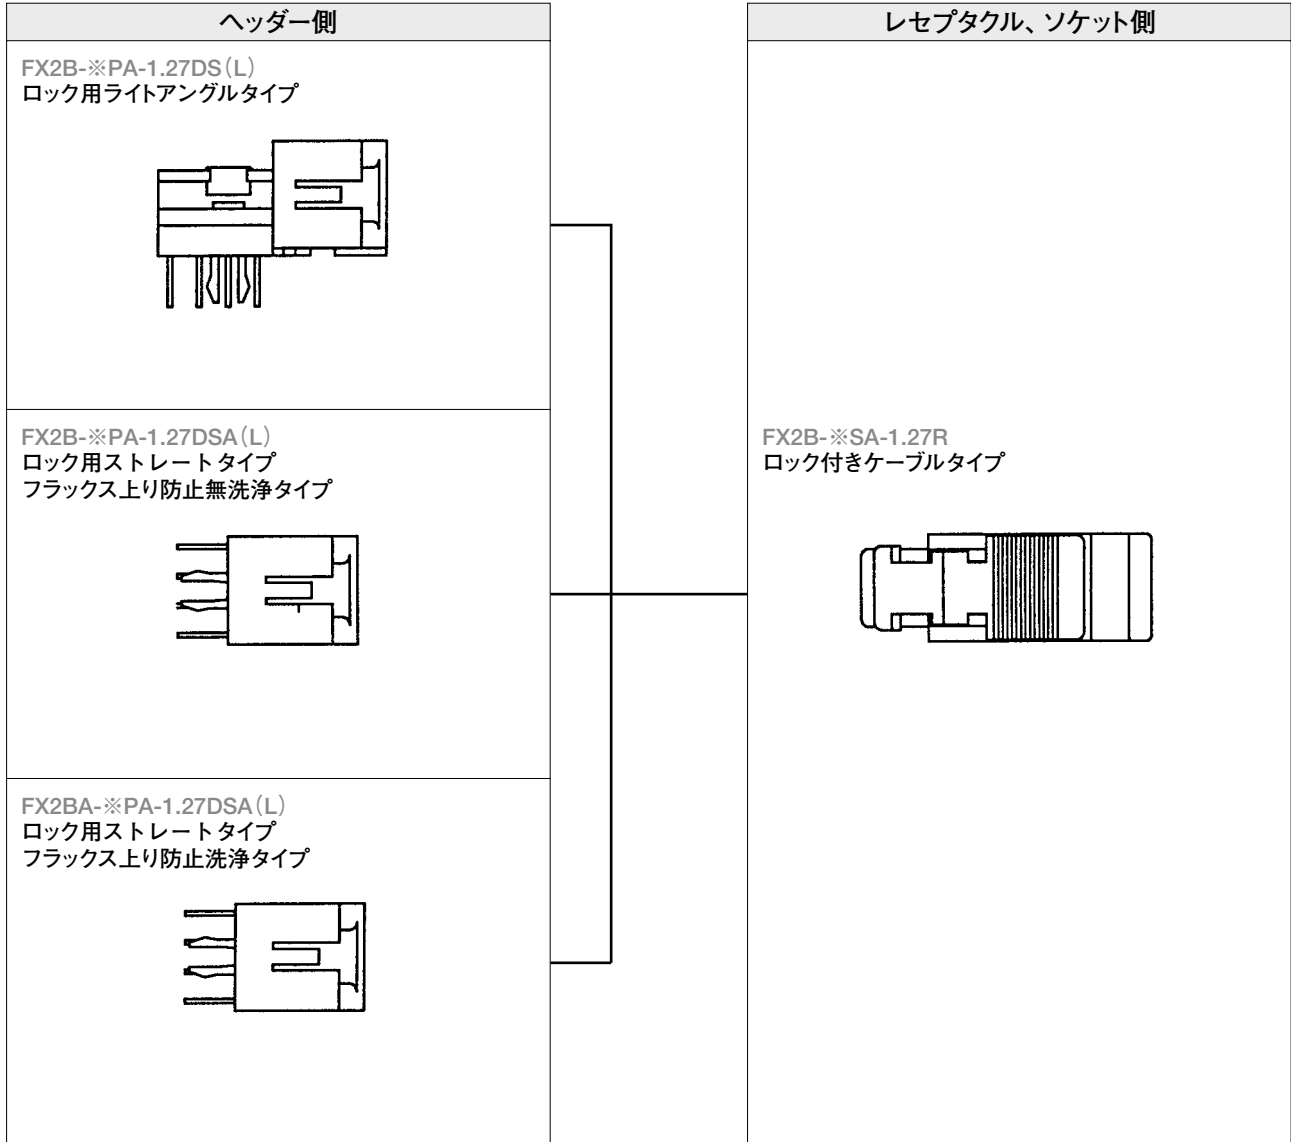 ヘッダー側
FX2B-※PA-1.27DS(L)
ロック用ライトアングルタイプ
FX2B-※PA-1.27DSA(L)
ロック用ストレートタイプ
フラックス上り防止無洗浄タイプ
FX2BA-※PA-1.27DSA(L)
ロック用ストレートタイプ
フラックス上り防止洗浄タイプ
レセプタクル、ソケット側
FX2B-※SA-1.27R
ロック付きケーブルタイプ